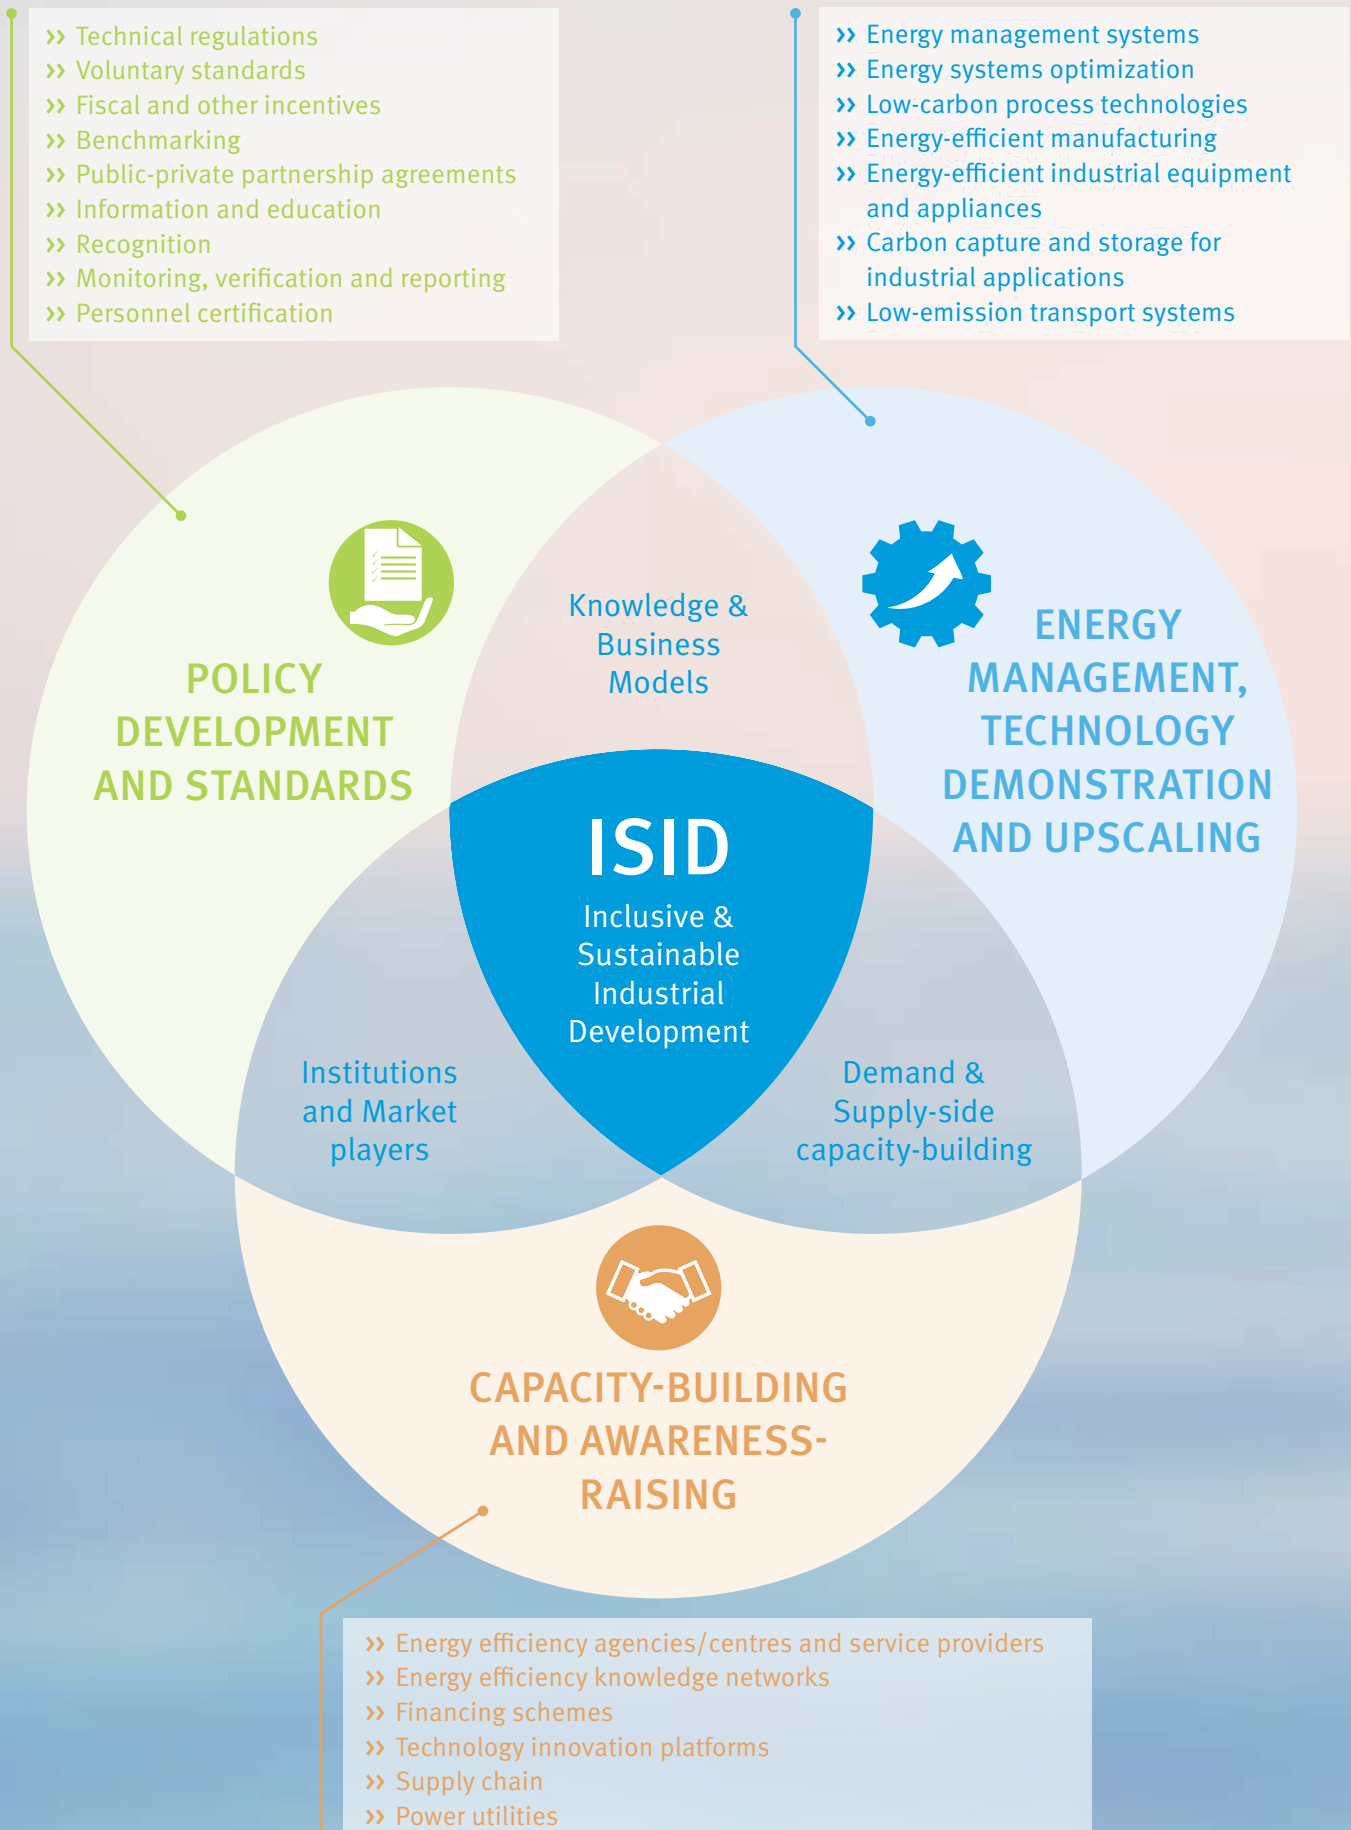 ›› Technical regulations
›› Voluntary standards
›› Fiscal and other incentives
›› Benchmarking
›› Public-private partnership agreements
›› Information and education
›› Recognition
›› Monitoring, verification and reporting
›› Personnel certification
›› Energy management systems
›› Energy systems optimization
›› Low-carbon process technologies
›› Energy-efficient manufacturing
›› Energy-efficient industrial equipment
and appliances
›› Carbon capture and storage for
industrial applications
›› Low-emission transport systems
POLICY
DEVELOPMENT
AND STANDARDS
Knowledge &
Business
Models
ENERGY
MANAGEMENT,
TECHNOLOGY
DEMONSTRATION
AND UPSCALING
ISID
Inclusive &
Sustainable
Industrial
Development
Institutions
and Market
players
Demand &
Supply-side
capacity-building
CAPACITY-BUILDING
AND AWARENESS-
RAISING
›› Energy efficiency agencies/centres and service providers
›› Energy efficiency knowledge networks
›› Financing schemes
›› Technology innovation platforms
›› Supply chain
›› Power utilities